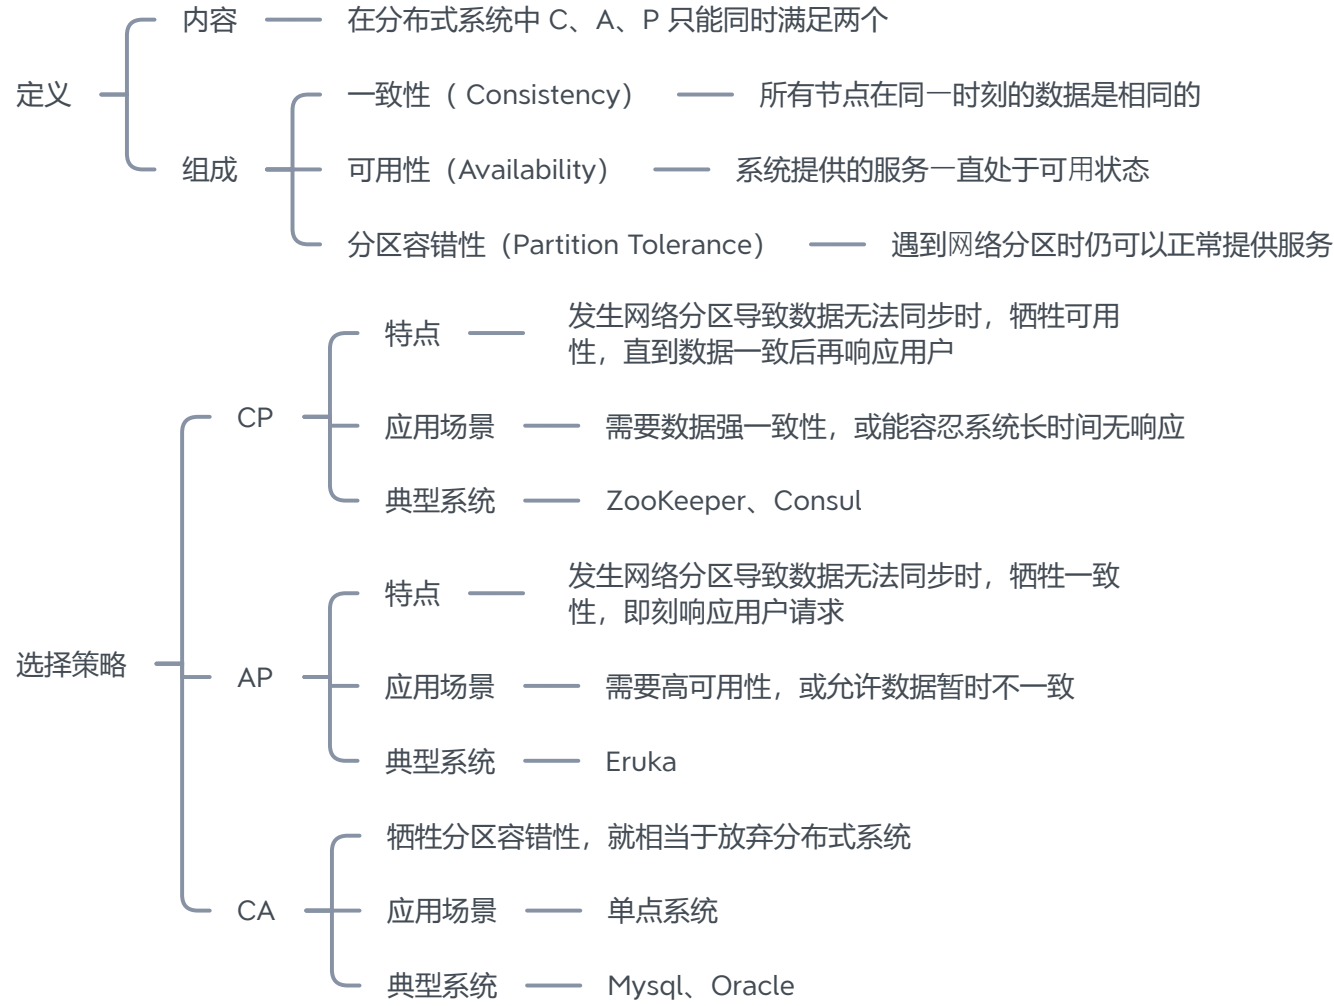 定义
内容
在分布式系统中 C、A、P 只能同时满足两个
组成
一致性（ Consistency）
所有节点在同一时刻的数据是相同的
可用性（Availability）
系统提供的服务一直处于可用状态
分区容错性（Partition Tolerance）
遇到网络分区时仍可以正常提供服务
选择策略
CP
特点
发生网络分区导致数据无法同步时，牺牲可用
性，直到数据一致后再响应用户
应用场景
需要数据强一致性，或能容忍系统长时间无响应
典型系统
ZooKeeper、Consul
AP
特点
发生网络分区导致数据无法同步时，牺牲一致
性，即刻响应用户请求
应用场景
需要高可用性，或允许数据暂时不一致
典型系统
Eruka
CA
牺牲分区容错性，就相当于放弃分布式系统
应用场景
单点系统
典型系统
Mysql、Oracle